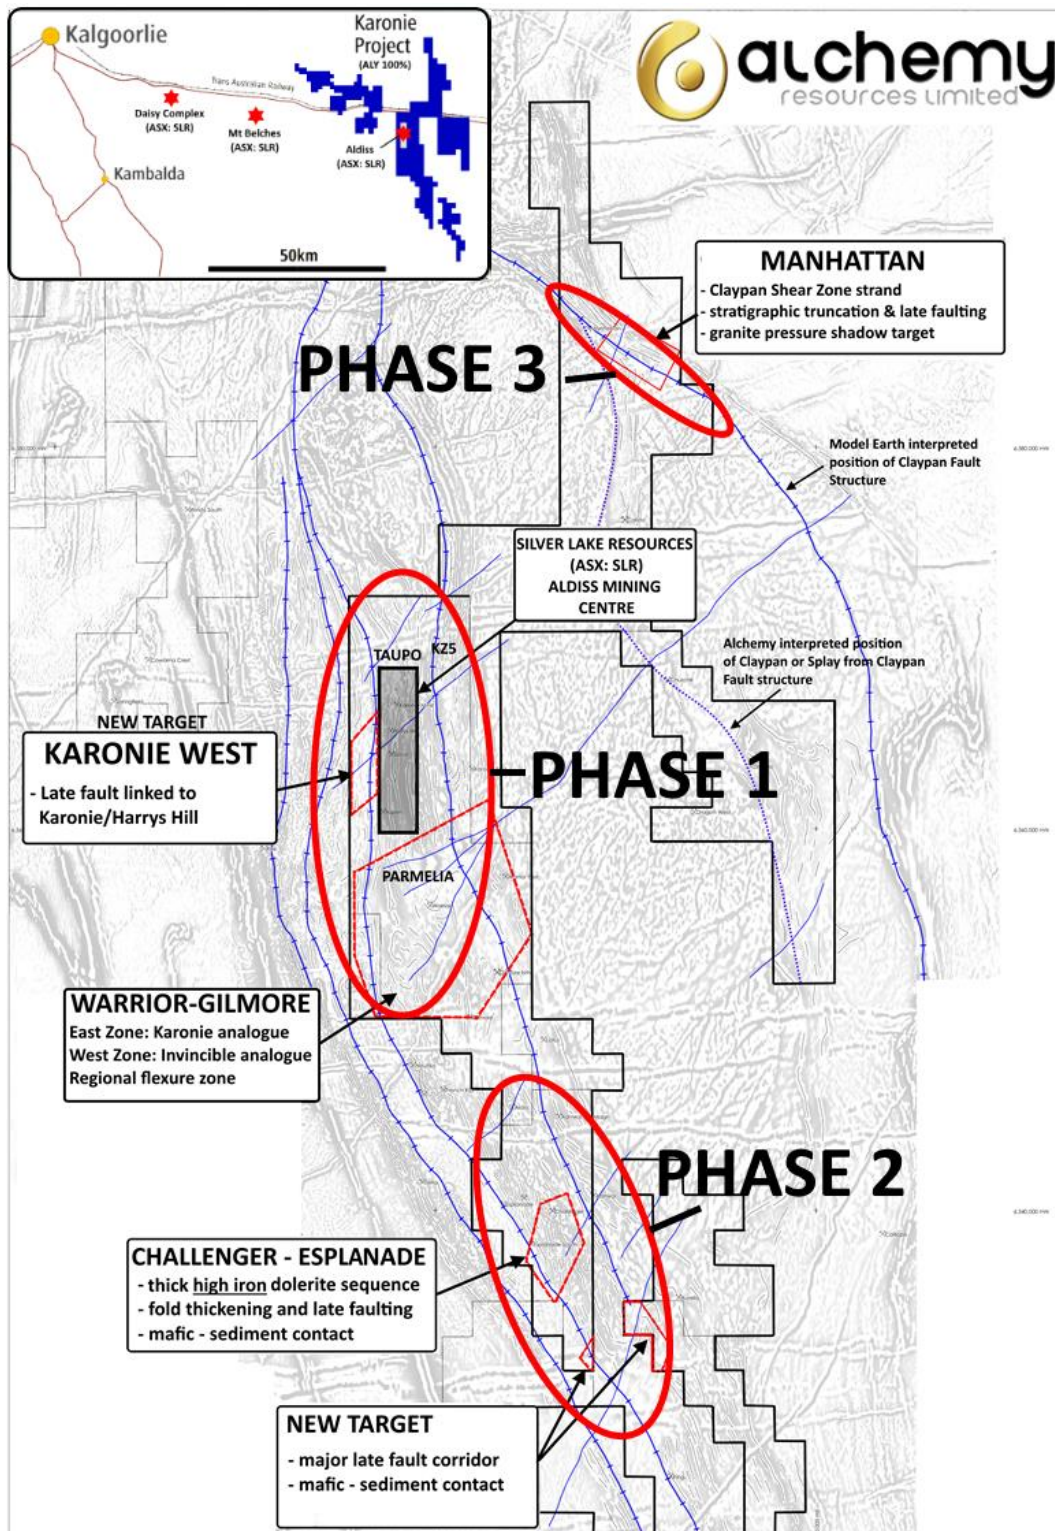 Kalgoorlie
Karonie
Project
(ALY 100%)
Trans Australian Railway
Daisy Complex
(ASX: SLR)
Mt Belches
(ASX: SLR)
Aldiss
(ASX: SLR)
Kambalda
50km
alchemy
resources limited
MANHATTAN
- Claypan Shear Zone strand
- stratigraphic truncation & late faulting
- granite pressure shadow target
PHASE 3
Model Earth interpreted
position of Claypan Fault
Structure
SILVER LAKE RESOURCES
(ASX: SLR)
ALDISS MINING
CENTRE
TAUPO
KZ5
Alchemy interpreted position
of Claypan or Splay from Claypan
Fault structure
NEW TARGET
KARONIE WEST
- Late fault linked to
Karonie/Harrys Hill
PHASE 1
PARMELIA
WARRIOR-GILMORE
East Zone: Karonie analogue
West Zone: Invincible analogue
Regional flexure zone
PHASE 2
CHALLENGER - ESPLANADE
- thick high iron dolerite sequence
- fold thickening and late faulting
- mafic - sediment contact
NEW TARGET
- major late fault corridor
- mafic - sediment contact